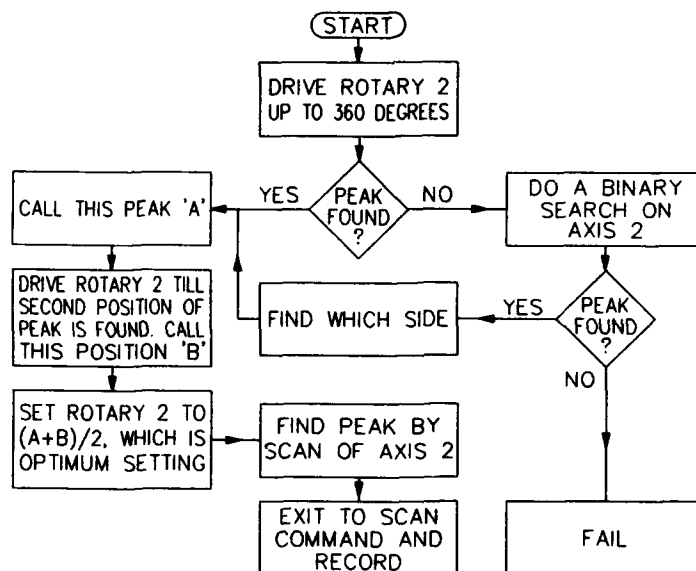 START
DRIVE ROTARY 2
UP TO 360 DEGREES
PEAK
FOUND
?
YES
NO
CALL THIS PEAK 'A'
DO A BINARY
SEARCH ON
AXIS 2
DRIVE ROTARY 2 TILL
SECOND POSITION OF
PEAK IS FOUND. CALL
THIS POSITION 'B'
FIND WHICH SIDE
YES
PEAK
FOUND
?
NO
SET ROTARY 2 TO
(A+B)/2, WHICH IS
OPTIMUM SETTING
FIND PEAK BY
SCAN OF AXIS 2
EXIT TO SCAN
COMMAND AND
RECORD
FAIL